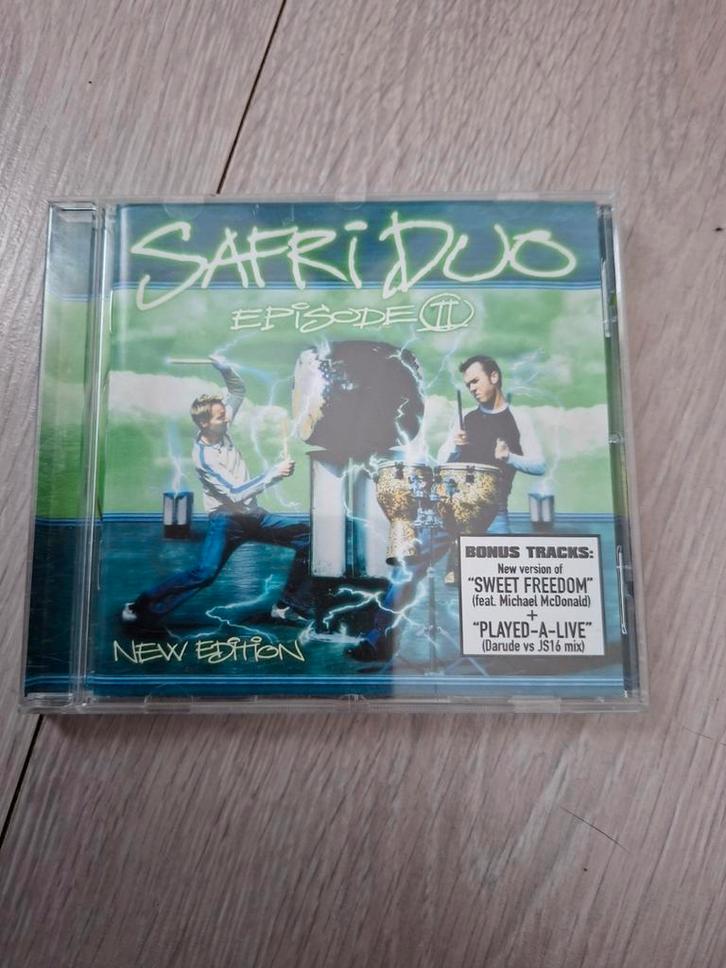 SAFRi DUO
EPiSODE II
BONUS TRACKS:
New version of
"SWEET FREEDOM"
(feat. Michael McDonald)
+
"PLAYED-A-LIVE"
(Darude vs JS16 mix)
NEW EDiTiON